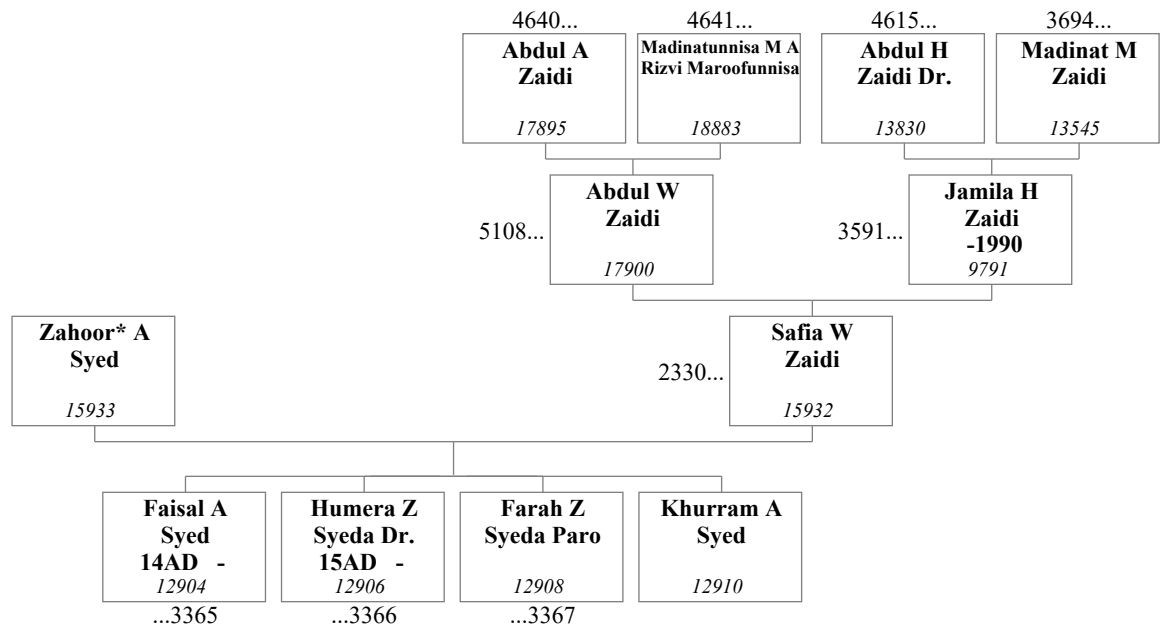 4640...
4641...
4615...
3694...
Abdul A
Zaidi
17895
Madinatunnisa M A
Rizvi Maroofunnisa
18883
Abdul H
Zaidi Dr.
13830
Madinat M
Zaidi
13545
5108...
Abdul W
Zaidi
17900
3591...
Jamila H
Zaidi
-1990
9791
Zahoor* A
Syed
15933
2330...
Safia W
Zaidi
15932
Faisal A
Syed
14AD -
12904
Humera Z
Syeda Dr.
15AD -
12906
Farah Z
Syeda Paro
12908
Khurram A
Syed
12910
...3365
...3366
...3367